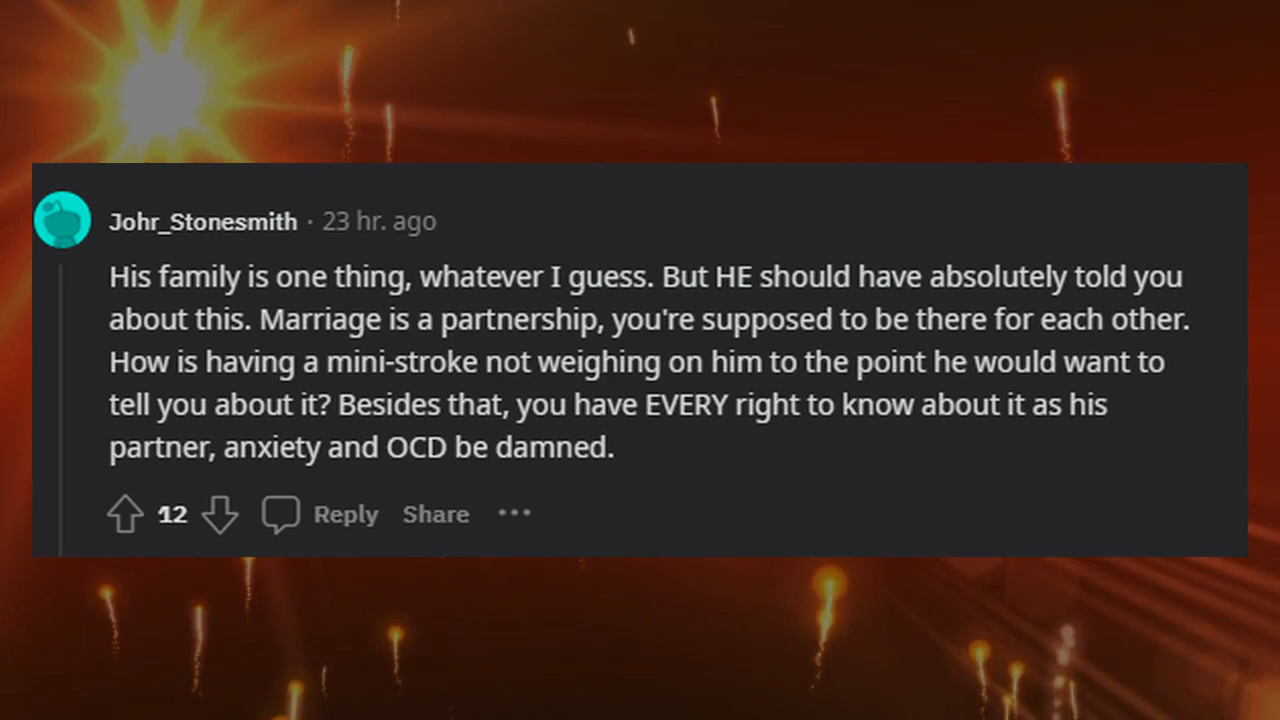 Johr_Stonesmith · 23 hr. ago
His family is one thing, whatever I guess. But HE should have absolutely told you
about this. Marriage is a partnership, you're supposed to be there for each other.
How is having a mini-stroke not weighing on him to the point he would want to
tell you about it? Besides that, you have EVERY right to know about it as his
partner, anxiety and OCD be damned.
12 Reply Share ···